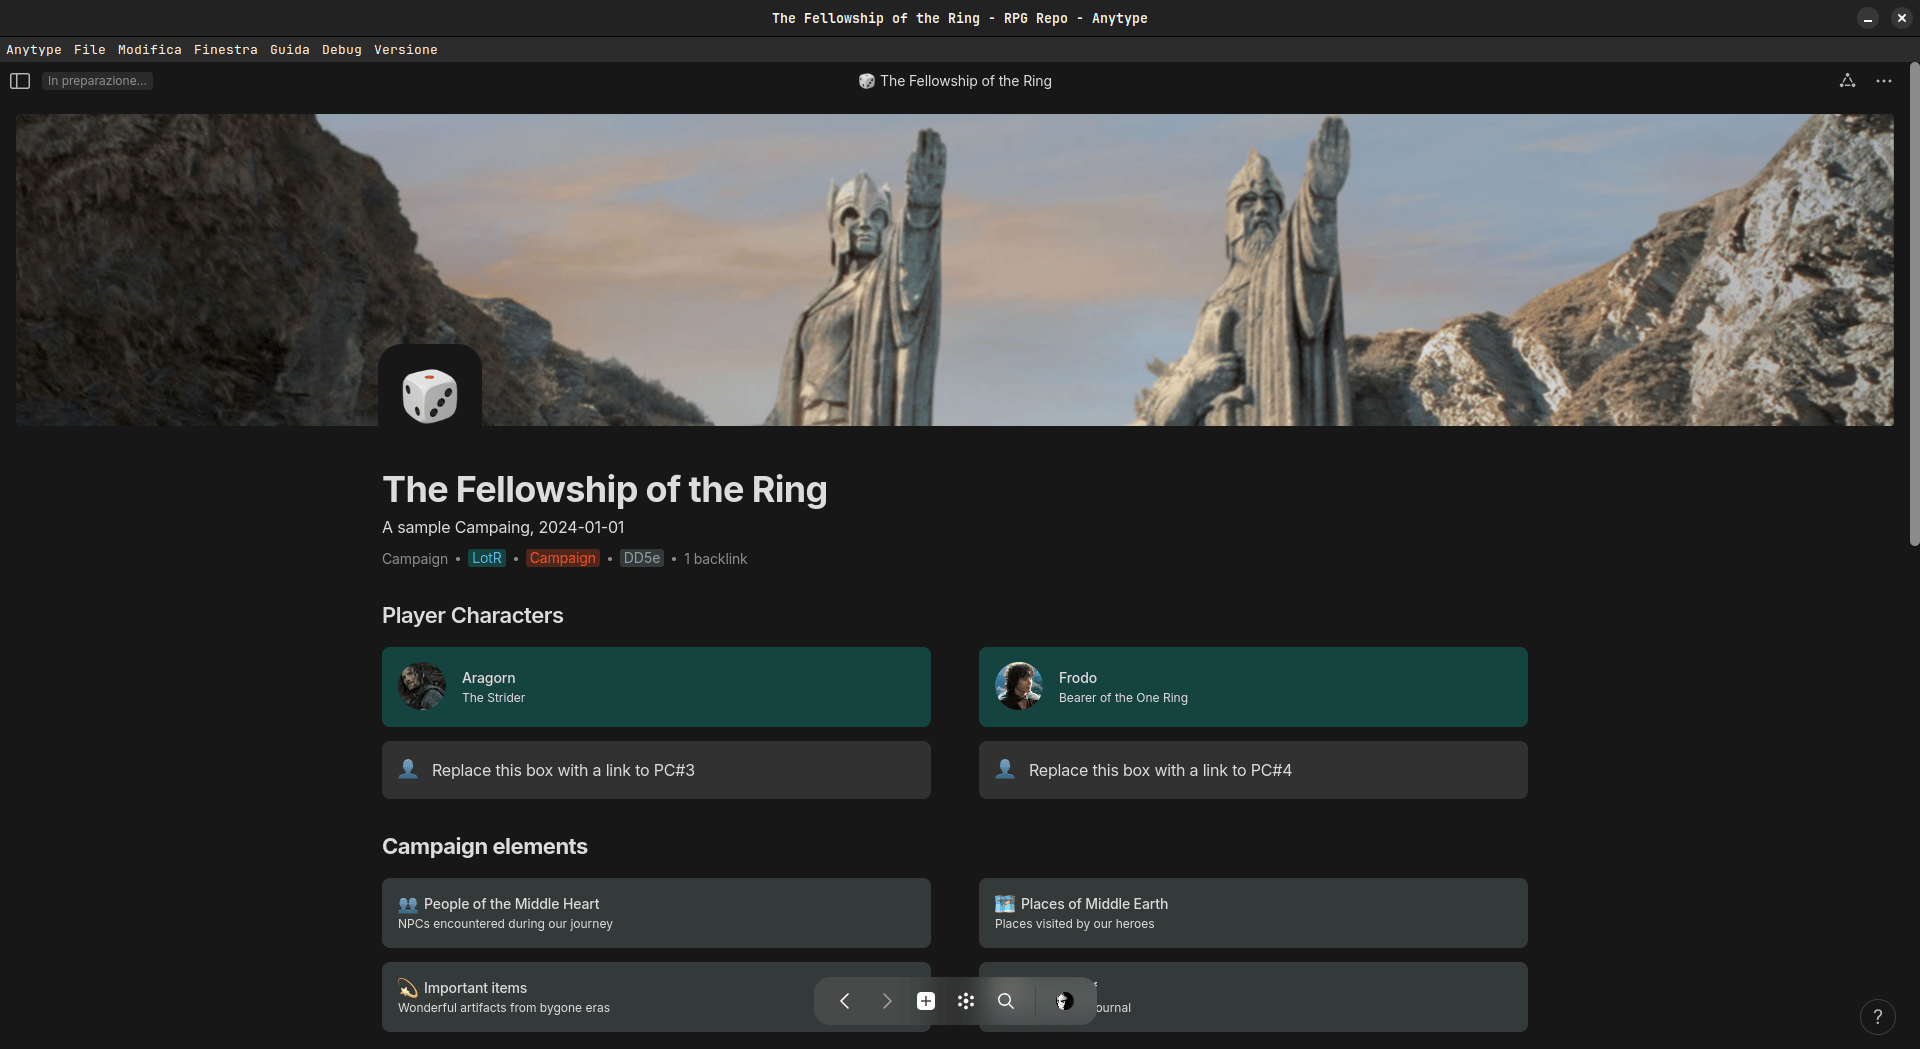 The Fellowship of the Ring - RPG Repo - Anytype
Anytype File Modifica Finestra Guida Debug Versione
In preparazione...
The Fellowship of the Ring
The Fellowship of the Ring
A sample Campaing, 2024-01-01
Campaign • LotR • Campaign • DD5e • 1 backlink
Player Characters
Aragorn
The Strider
Frodo
Bearer of the One Ring
Replace this box with a link to PC#3
Replace this box with a link to PC#4
Campaign elements
People of the Middle Heart
NPCs encountered during our journey
Places of Middle Earth
Places visited by our heroes
Important items
Wonderful artifacts from bygone eras
ournal
?